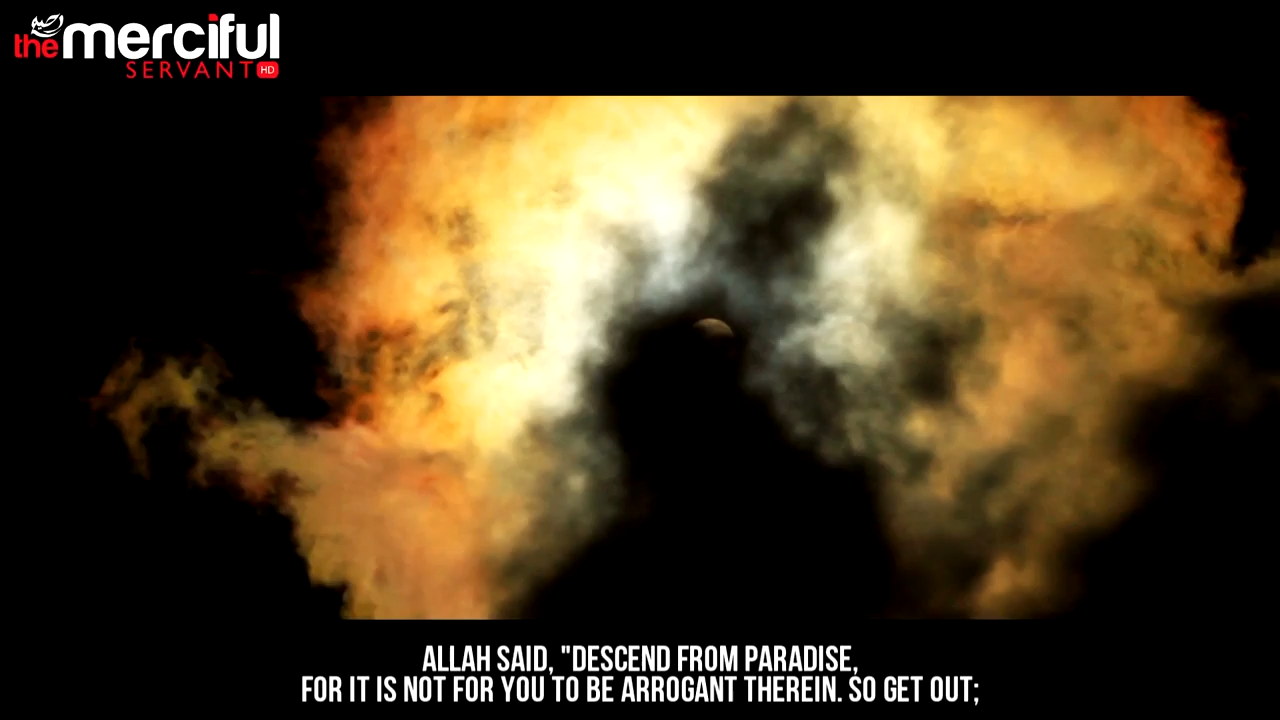 the merciful
SERVANT HD
ALLAH SAID, "DESCEND FROM PARADISE,
FOR IT IS NOT FOR YOU TO BE ARROGANT THEREIN. SO GET OUT;